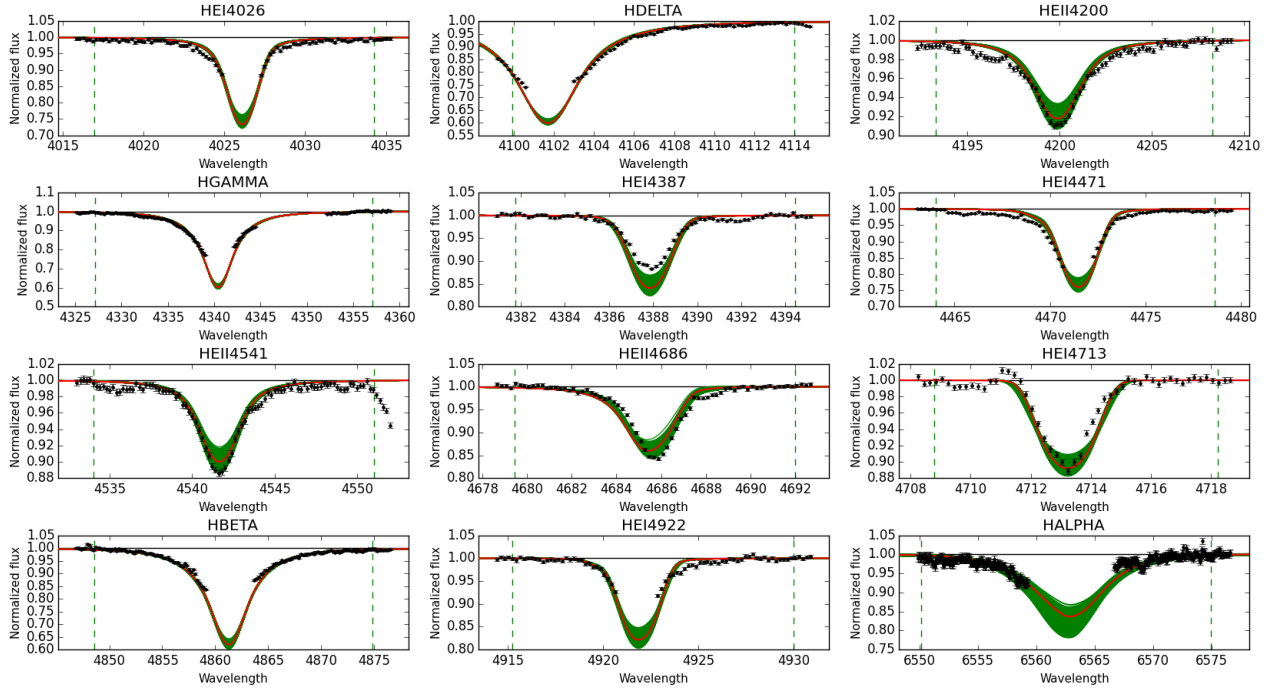 HEI4026
HDELTA
HEII4200
Normalized flux
1.00
0.95
0.90
0.85
0.80
0.75
0.70
4015 4020 4025 4030 4035
Wavelength
Normalized flux
1.00
0.95
0.90
0.85
0.80
0.75
0.70
0.65
0.60
0.55
4100 4102 4104 4106 4108 4110 4112 4114
Wavelength
Normalized flux
1.02
1.00
0.98
0.96
0.94
0.92
0.90
4195 4200 4205 4210
Wavelength
HGAMMA
HEI4387
HEI4471
Normalized flux
1.1
1.0
0.9
0.8
0.7
0.6
0.5
4325 4330 4335 4340 4345 4350 4355 4360
Wavelength
Normalized flux
1.05
1.00
0.95
0.90
0.85
0.80
4382 4384 4386 4388 4390 4392 4394
Wavelength
Normalized flux
1.05
1.00
0.95
0.90
0.85
0.80
0.75
0.70
4465 4470 4475 4480
Wavelength
HEII4541
HEII4686
HEI4713
Normalized flux
1.02
1.00
0.98
0.96
0.94
0.92
0.90
0.88
4535 4540 4545 4550
Wavelength
Normalized flux
1.05
1.00
0.95
0.90
0.85
0.80
4678 4680 4682 4684 4686 4688 4690 4692 4694
Wavelength
Normalized flux
1.02
1.00
0.98
0.96
0.94
0.92
0.90
0.88
4708 4710 4712 4714 4716 4718
Wavelength
HBETA
HEI4922
HALPHA
Normalized flux
1.05
1.00
0.95
0.90
0.85
0.80
0.75
0.70
0.65
0.60
4850 4855 4860 4865 4870 4875
Wavelength
Normalized flux
1.05
1.00
0.95
0.90
0.85
0.80
4915 4920 4925 4930
Wavelength
Normalized flux
1.05
1.00
0.95
0.90
0.85
0.80
0.75
6550 6555 6560 6565 6570 6575
Wavelength